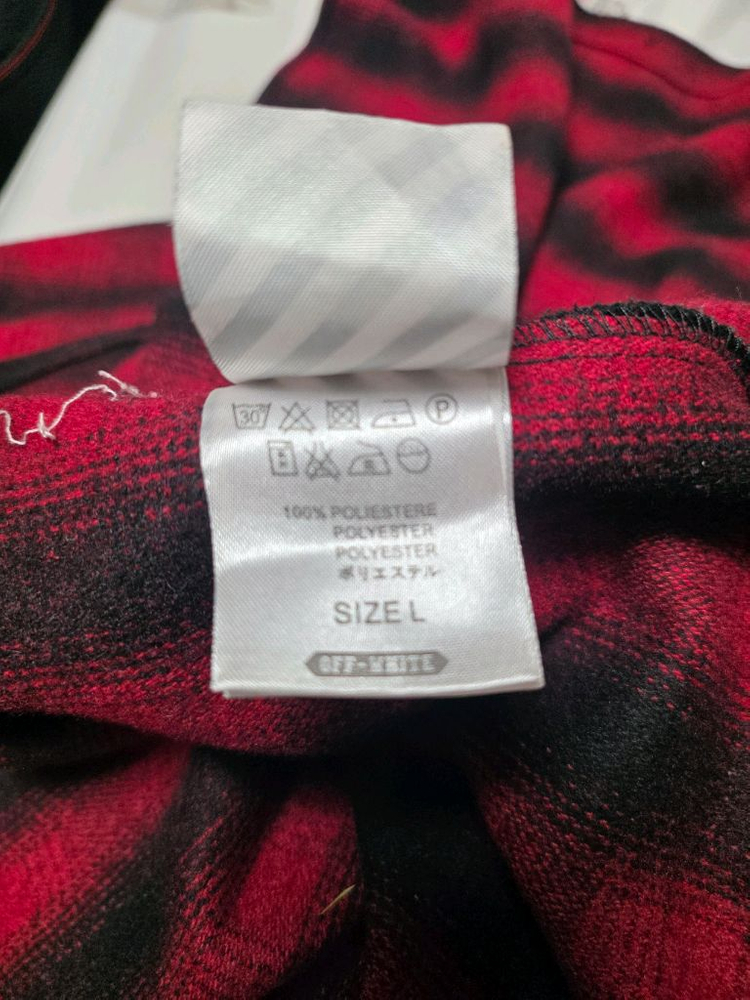 30°
P
100% POLIESTERE
POLYESTER
POLYESTER
ポリエステル
SIZE L
OFF-WHITE